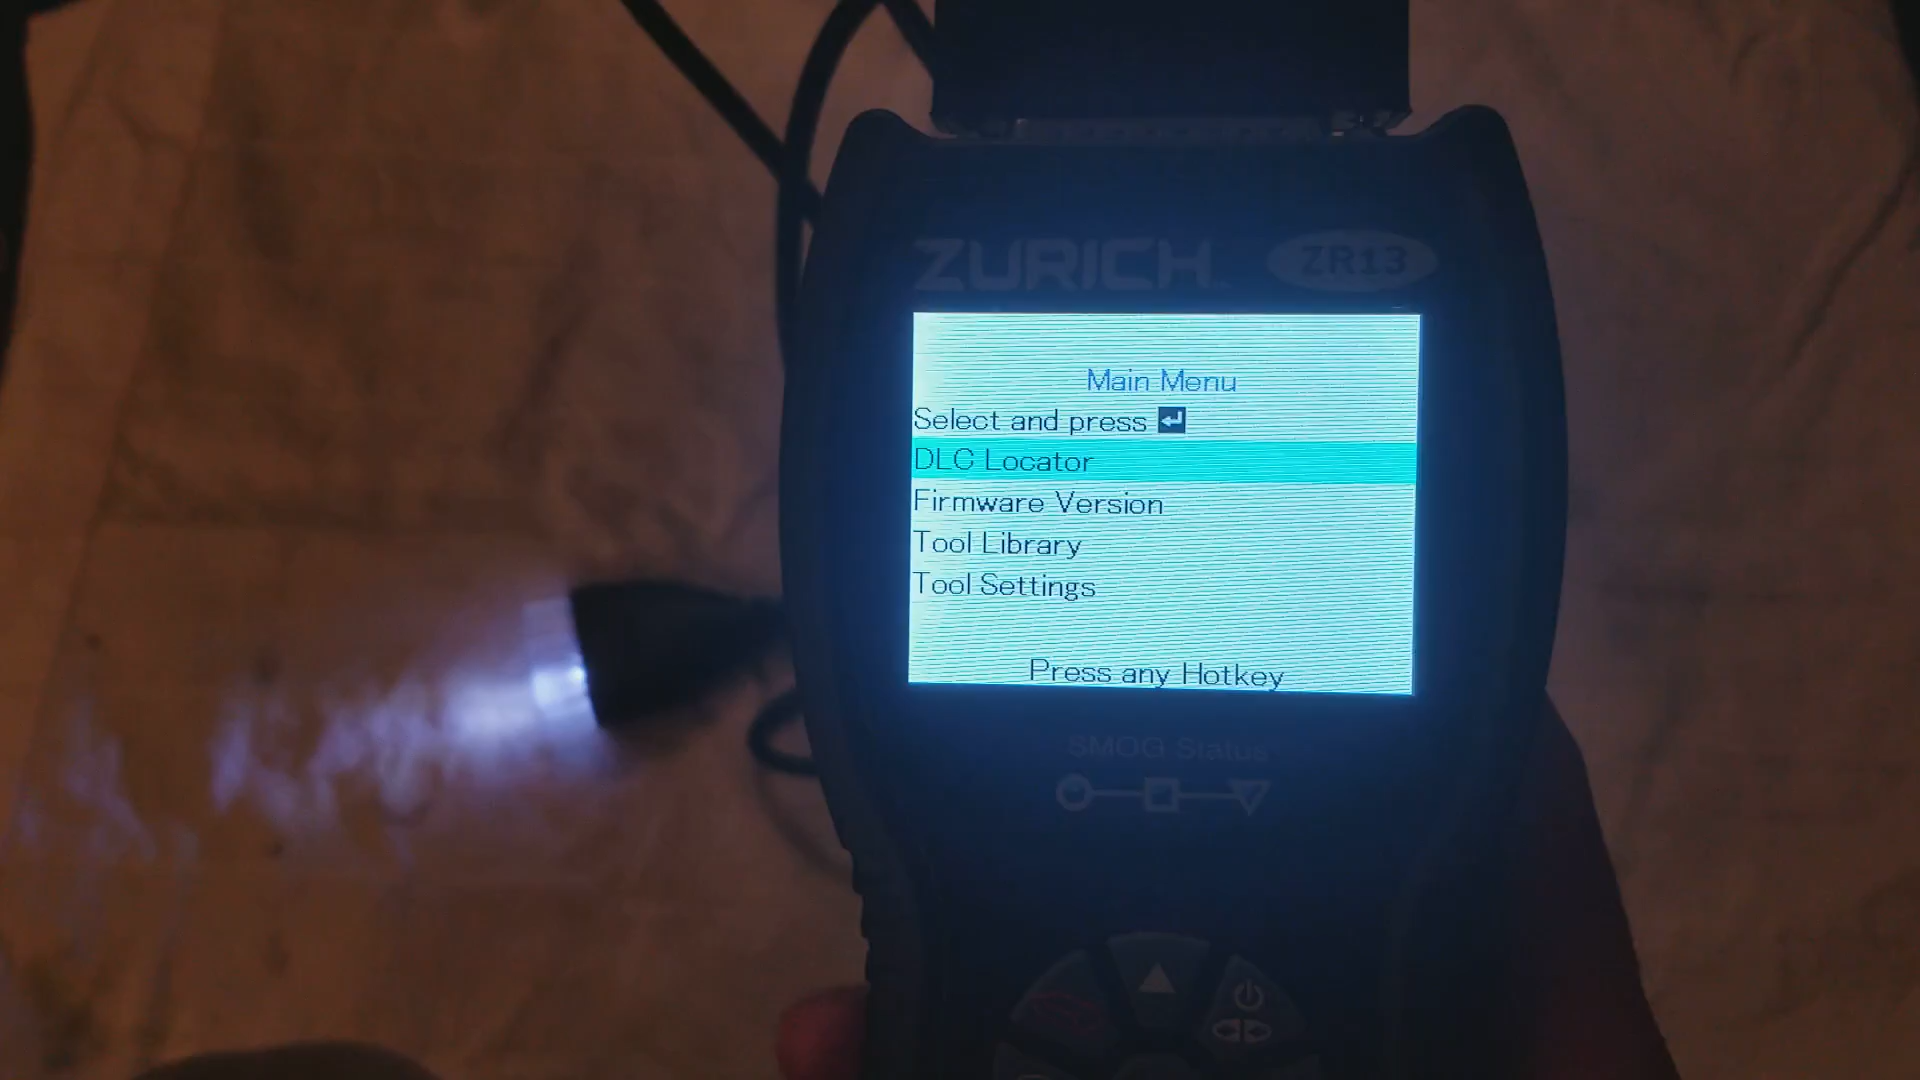 ZURICH
ZR13
Main Menu
Select and press
DLC Locator
Firmware Version
Tool Library
Tool Settings
Press any Hotkey
SMOG Status